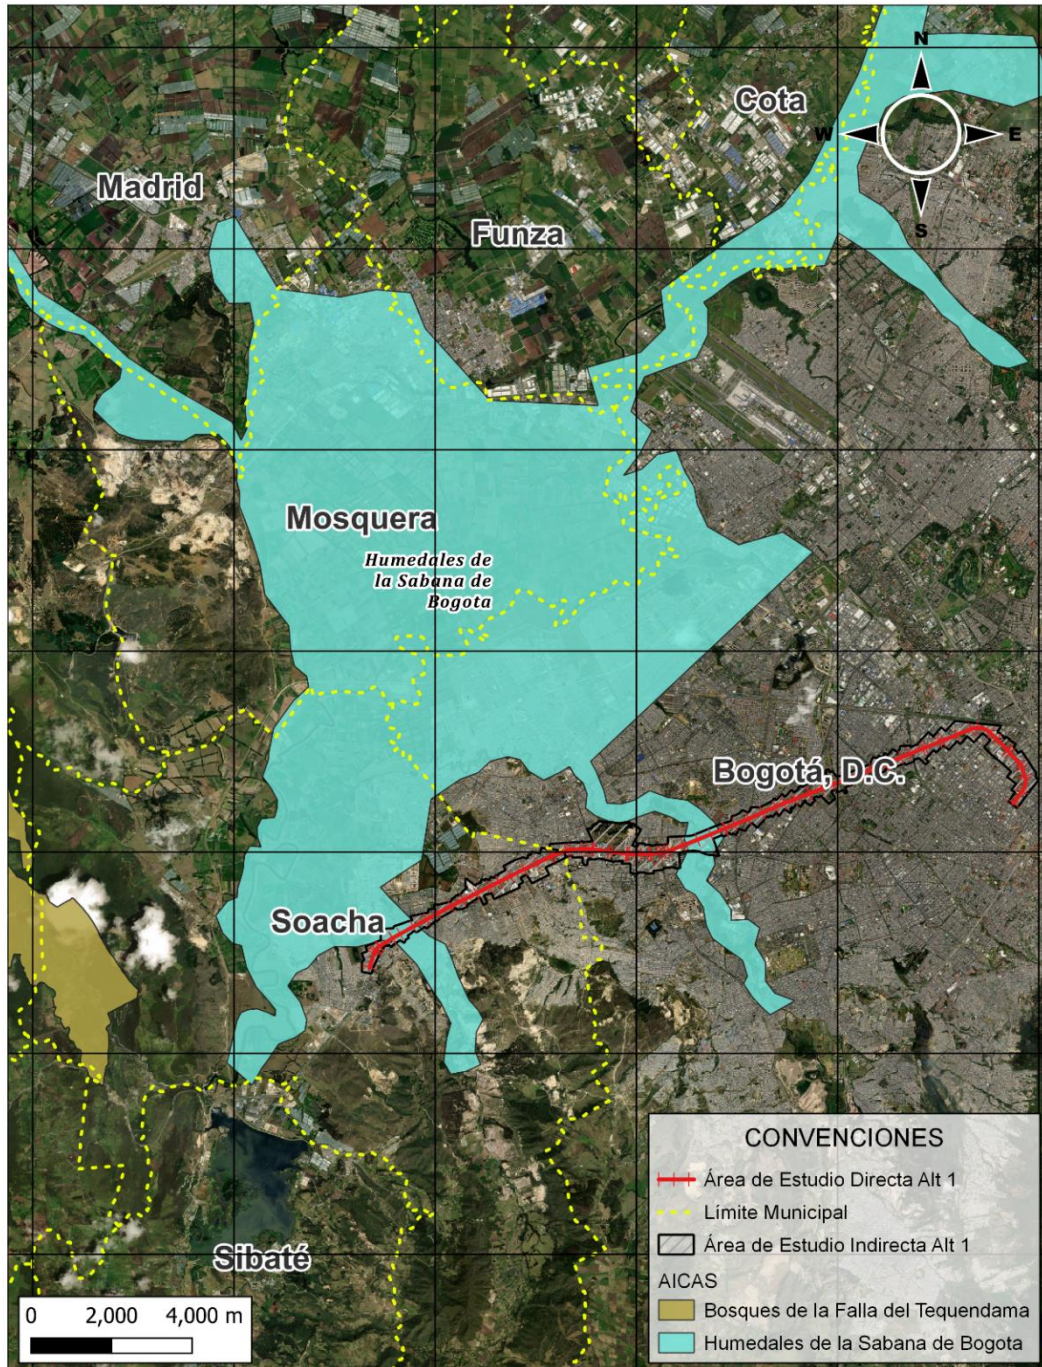 N
Cota
W
E
Madrid
Funza
S
Mosquera
Humedales de
la Sabana de
Bogota
Bogotá, D.C.
Soacha
Sibaté
CONVENCIONES
Área de Estudio Directa Alt 1
Límite Municipal
Área de Estudio Indirecta Alt 1
AICAS
Bosques de la Falla del Tequendama
Humedales de la Sabana de Bogota
0 2,000 4,000 m